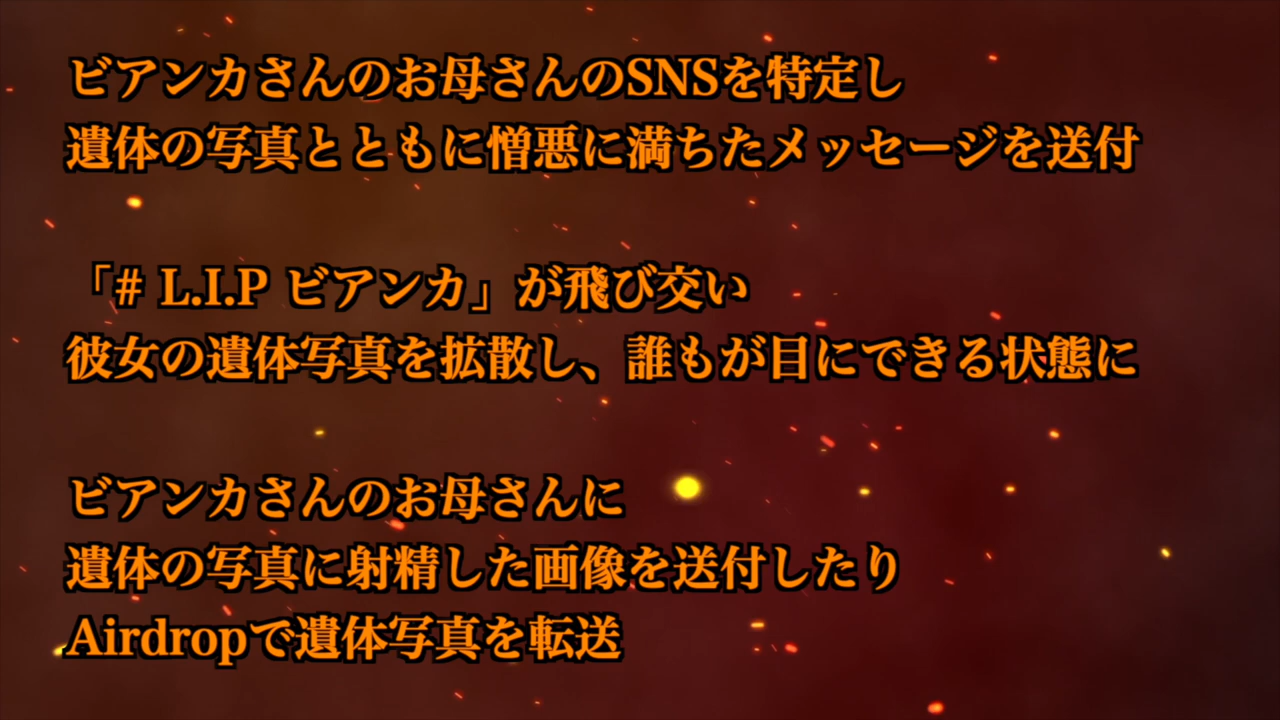 ビアンカさんのお母さんのSNSを特定し
遺体の写真とともに憎悪に満ちたメッセージを送付
「# L.I.P ビアンカ」が飛び交い
彼女の遺体写真を拡散し、誰もが目にできる状態に
ビアンカさんのお母さんに
遺体の写真に射精した画像を送付したり
Airdropで遺体写真を転送